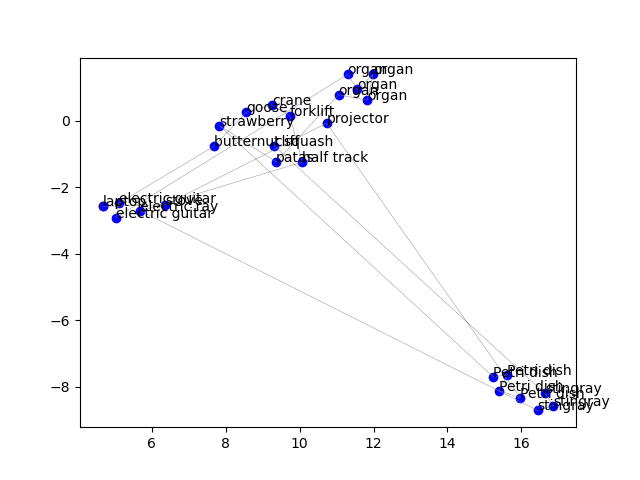 organ
organ
organ
organ
organ
crane
goose
forklift
strawberry
projector
butternut squash
cliff
patas
half track
electric guitar
laptop
stove
electric ray
electric guitar
Petri dish
Petri dish
Petri dish
stingray
Petri dish
stingray
stingray
0
−2
−4
−6
−8
6
8
10
12
14
16